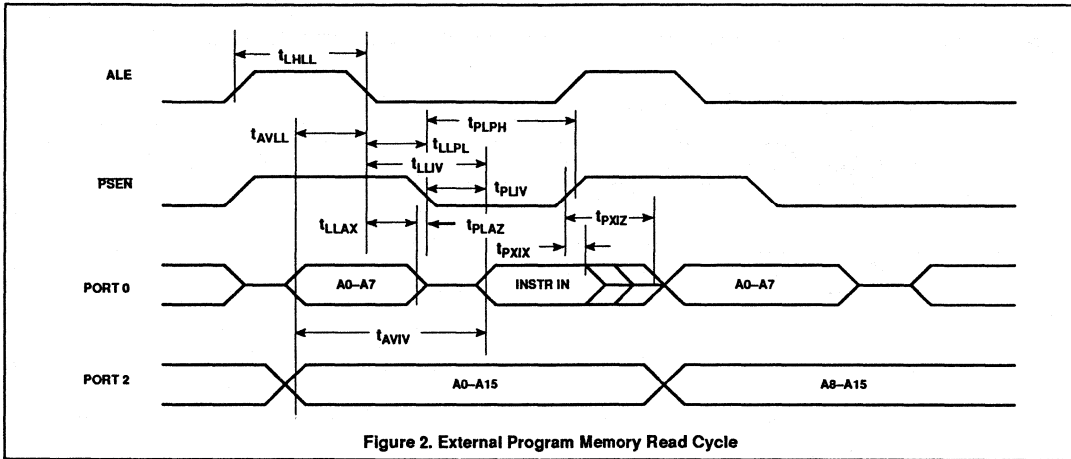 tLHLL
ALE
tPLPH
tAVLL
tLLPL
tLLIV
PSEN
tPLIV
tLLAX
tPLAZ
tPXIZ
tPXIX
PORT 0
A0–A7
INSTR IN
A0–A7
tAVIV
PORT 2
A0–A15
A8–A15
Figure 2. External Program Memory Read Cycle